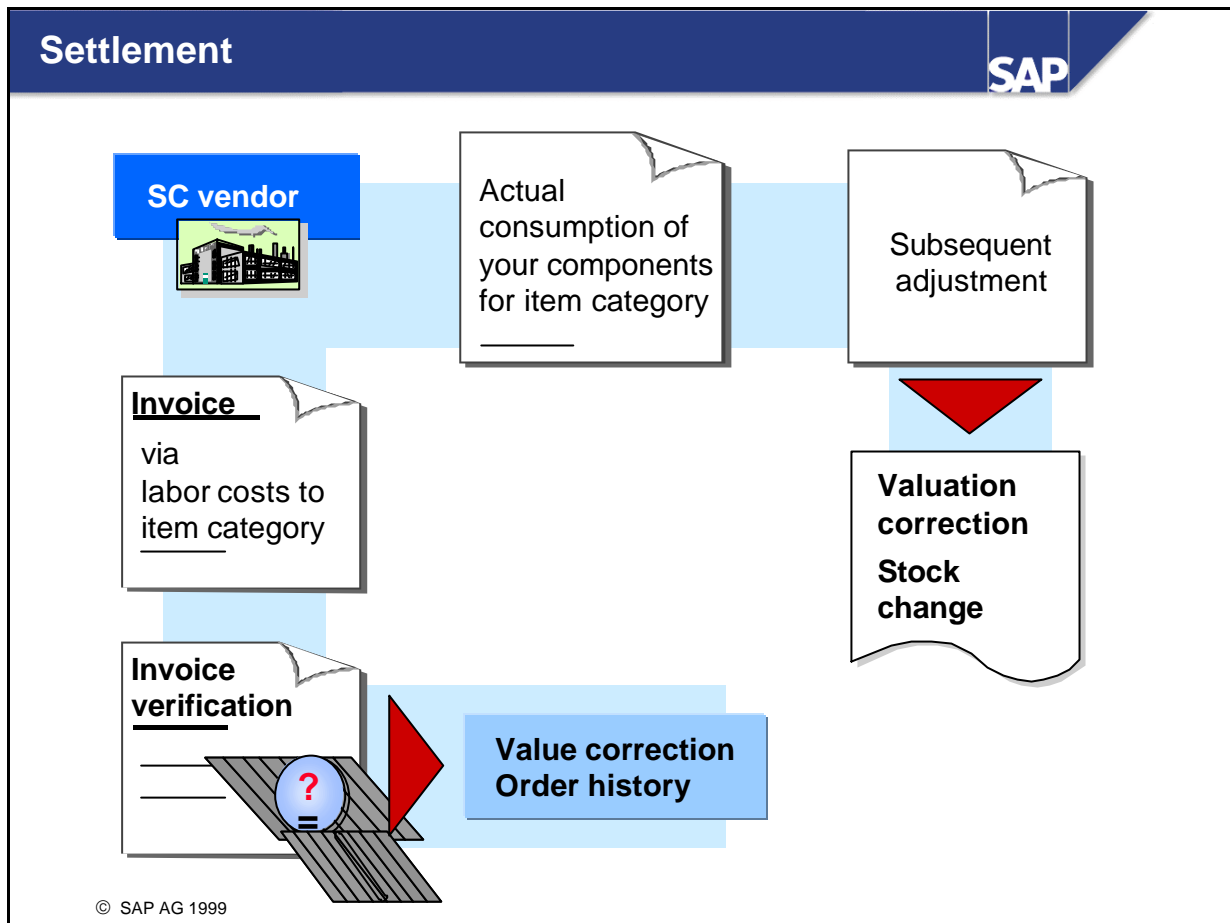 Settlement
SAP
SC vendor
Actual
consumption of
your components
for item category
Subsequent
adjustment
Invoice
via
labor costs to
item category
Valuation
correction
Stock
change
Invoice
verification
?
=
Value correction
Order history
© SAP AG 1999